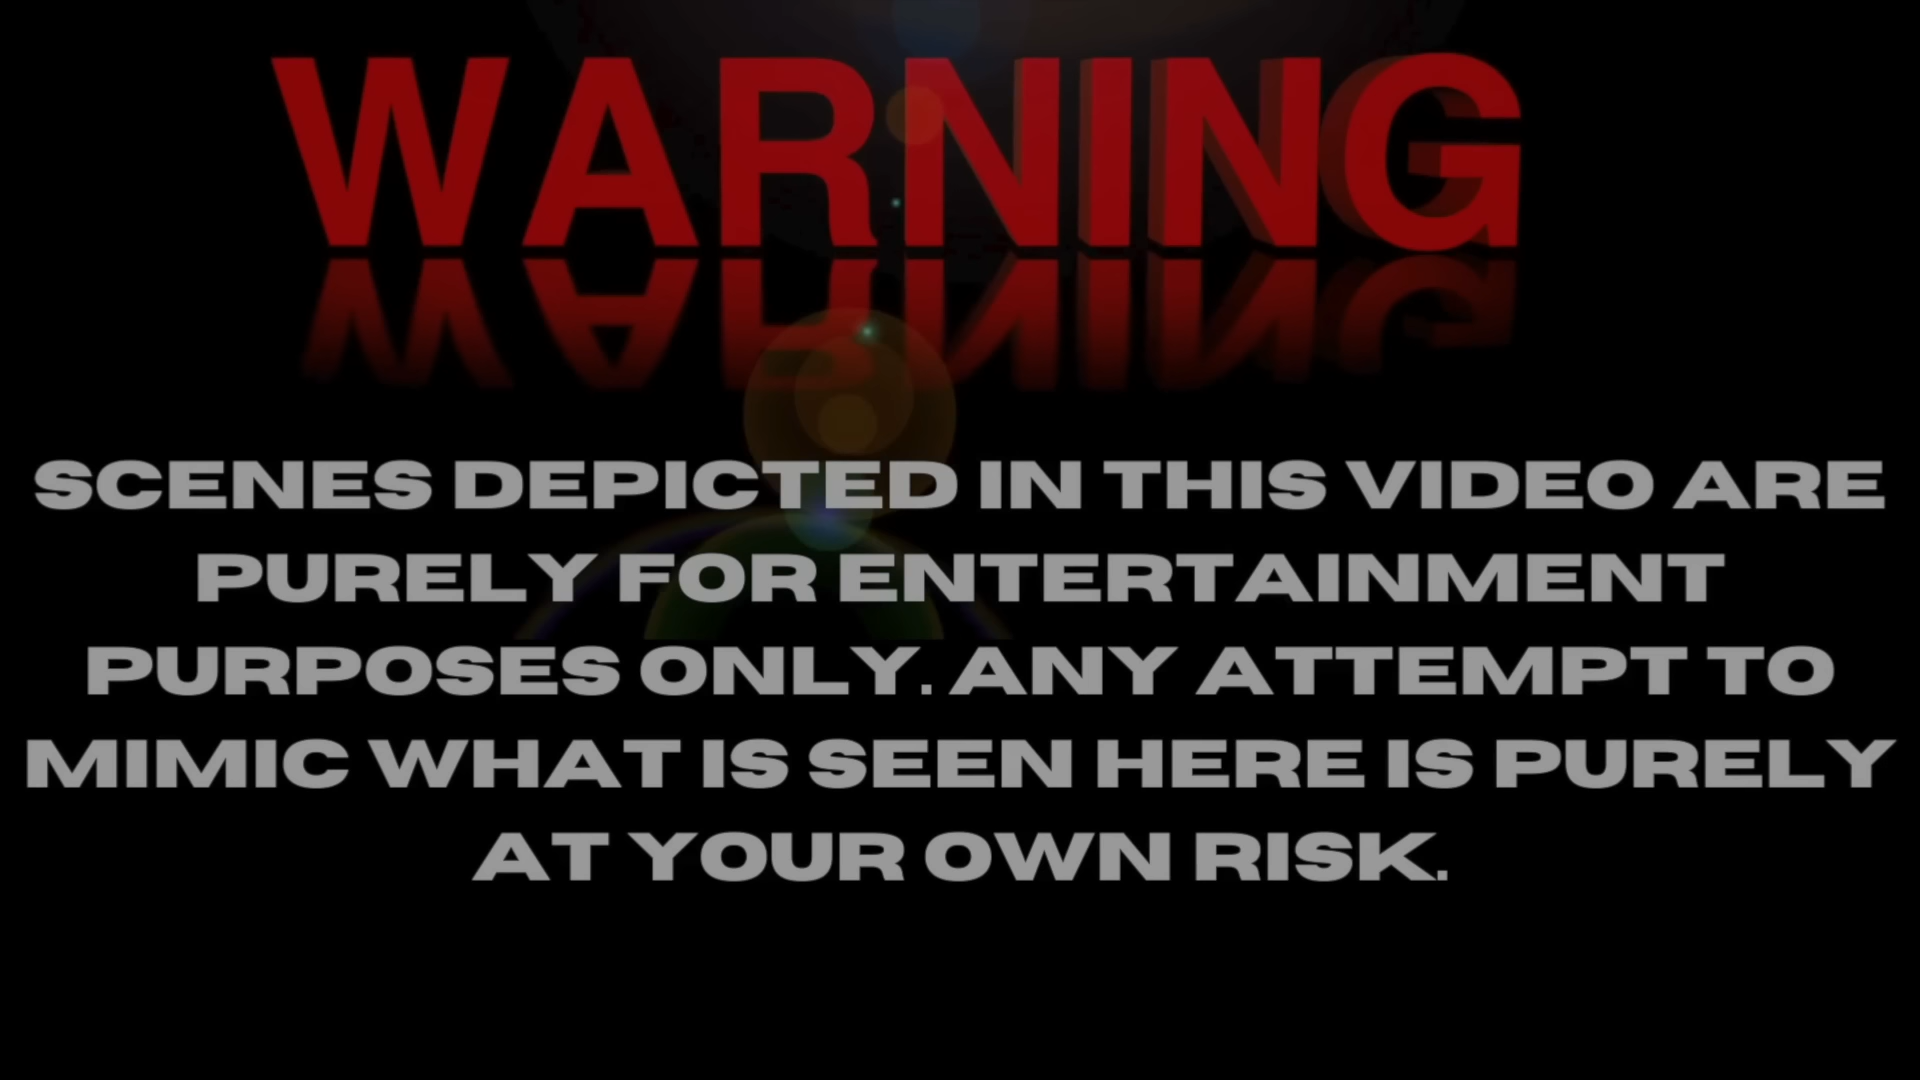 WARNING
SCENES DEPICTED IN THIS VIDEO ARE
PURELY FOR ENTERTAINMENT
PURPOSES ONLY. ANY ATTEMPT TO
MIMIC WHAT IS SEEN HERE IS PURELY
AT YOUR OWN RISK.